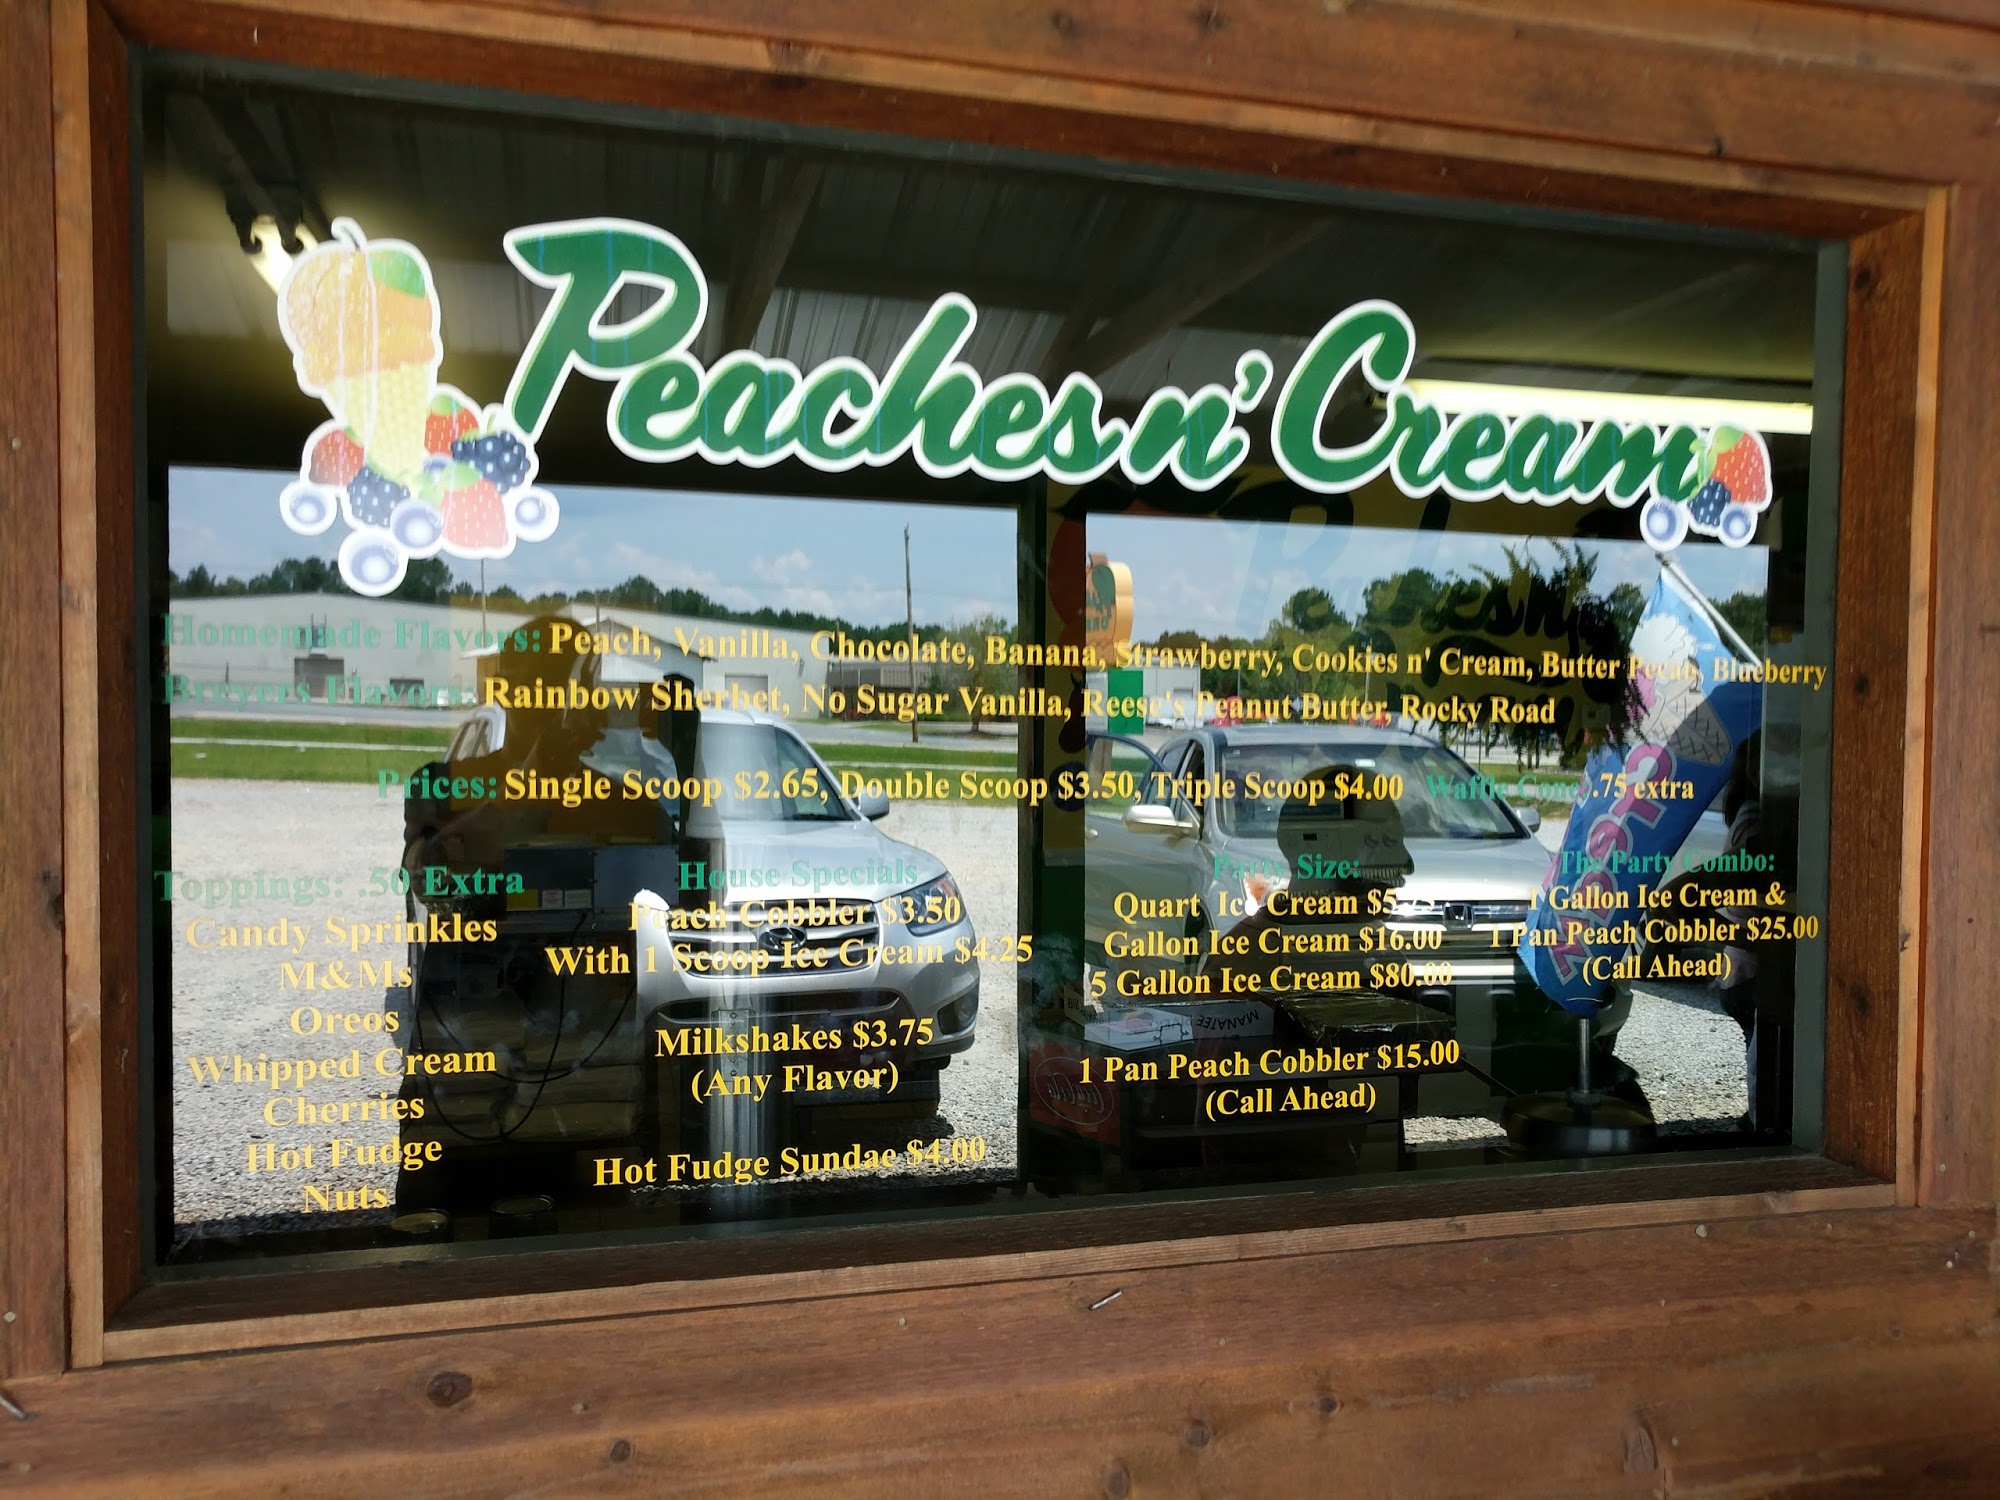 Peaches n' Cream
Homemade Flavors: Peach, Vanilla, Chocolate, Banana, Strawberry, Cookies n' Cream, Butter Pecan, Blueberry
Breyers Flavors: Rainbow Sherbet, No Sugar Vanilla, Reese's Peanut Butter, Rocky Road
Prices: Single Scoop $2.65, Double Scoop $3.50, Triple Scoop $4.00 Waffle Cone: .75 extra
Toppings: .50 Extra
Candy Sprinkles
M&Ms
Oreos
Whipped Cream
Cherries
Hot Fudge
Nuts
House Specials
Peach Cobbler $3.50
With 1 Scoop Ice Cream $4.25
Milkshakes $3.75
(Any Flavor)
Hot Fudge Sundae $4.00
Party Size:
Quart Ice Cream $5.75
Gallon Ice Cream $16.00
5 Gallon Ice Cream $80.00
1 Pan Peach Cobbler $15.00
(Call Ahead)
The Party Combo:
1 Gallon Ice Cream &
1 Pan Peach Cobbler $25.00
(Call Ahead)
MANATEE